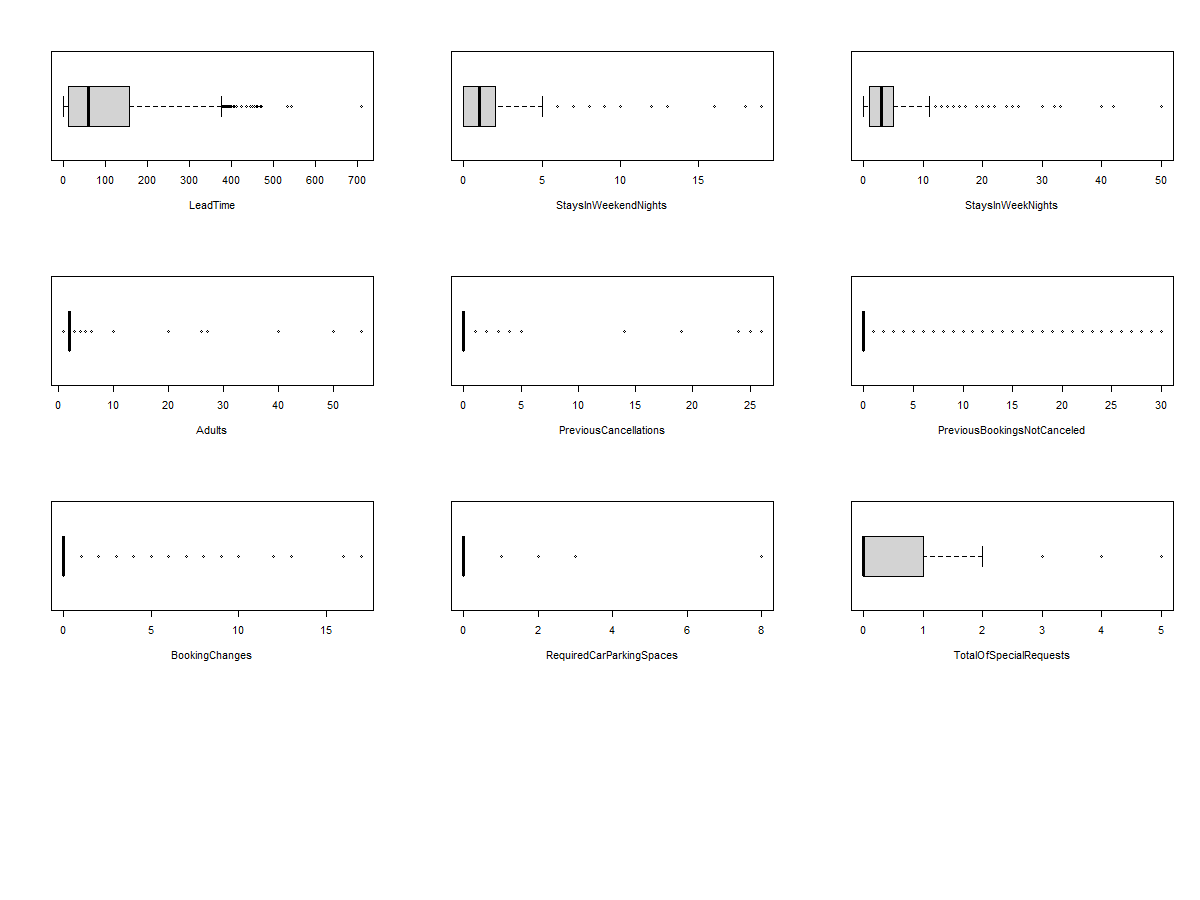 0 100 200 300 400 500 600 700
LeadTime
0 5 10 15
StaysInWeekendNights
0 10 20 30 40 50
StaysInWeekNights
0 10 20 30 40 50
Adults
0 5 10 15 20 25
PreviousCancellations
0 5 10 15 20 25 30
PreviousBookingsNotCanceled
0 5 10 15
BookingChanges
0 2 4 6 8
RequiredCarParkingSpaces
0 1 2 3 4 5
TotalOfSpecialRequests